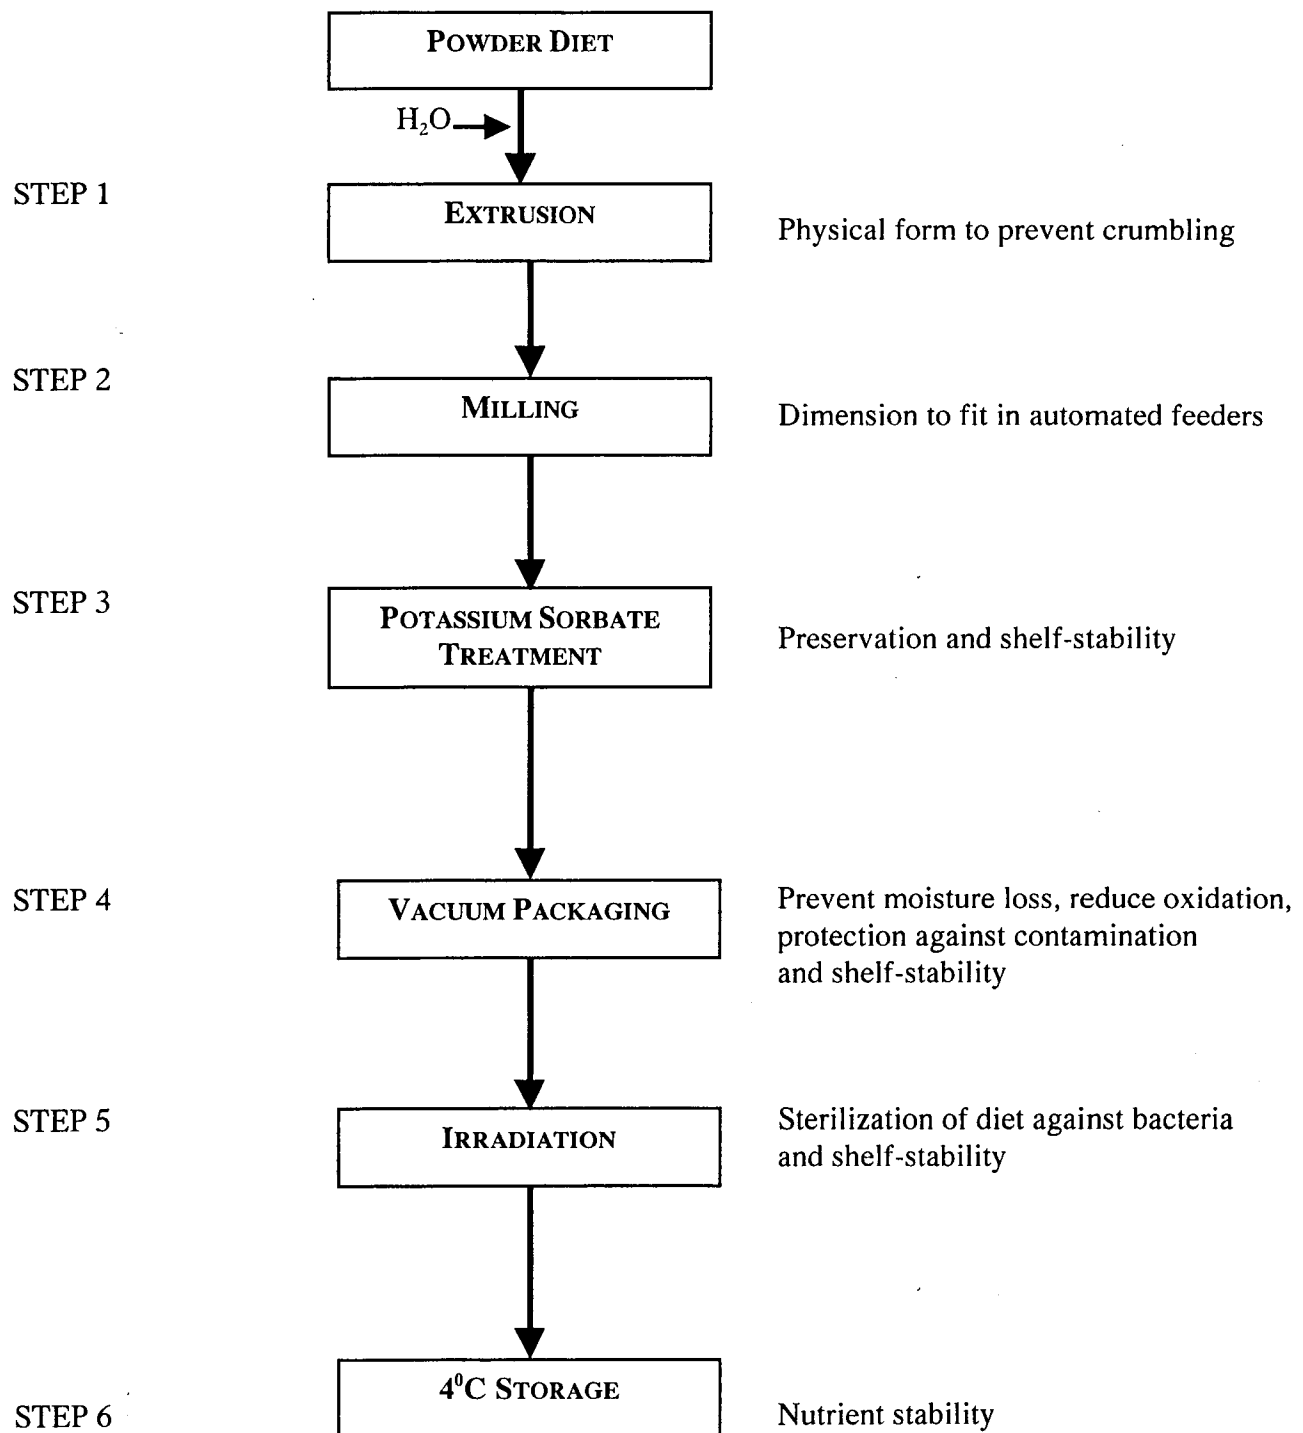 POWDER DIET
H₂O
STEP 1
EXTRUSION
Physical form to prevent crumbling
STEP 2
MILLING
Dimension to fit in automated feeders
STEP 3
POTASSIUM SORBATE
TREATMENT
Preservation and shelf-stability
STEP 4
VACUUM PACKAGING
Prevent moisture loss, reduce oxidation,
protection against contamination
and shelf-stability
STEP 5
IRRADIATION
Sterilization of diet against bacteria
and shelf-stability
STEP 6
4⁰C STORAGE
Nutrient stability